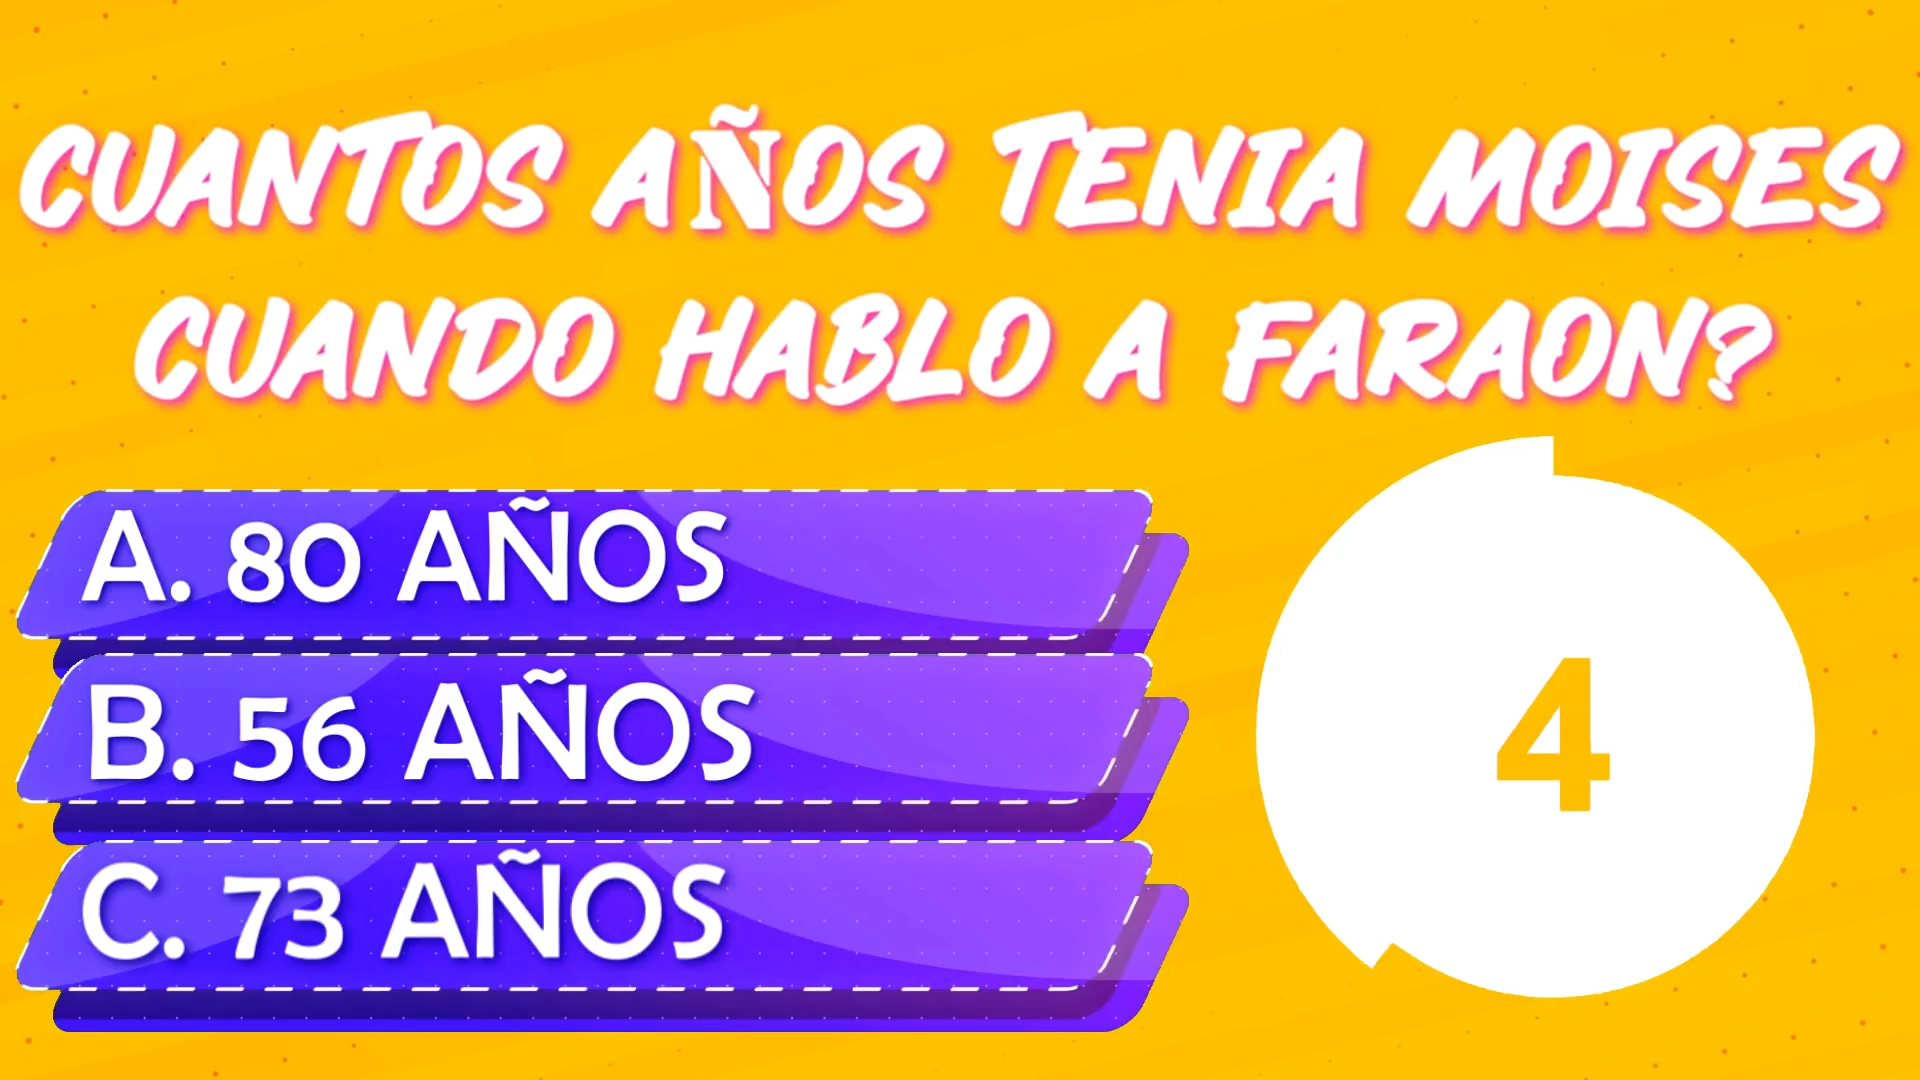 CUANTOS AÑOS TENIA MOISES
CUANDO HABLO A FARAON?
A. 80 AÑOS
B. 56 AÑOS
C. 73 AÑOS
4